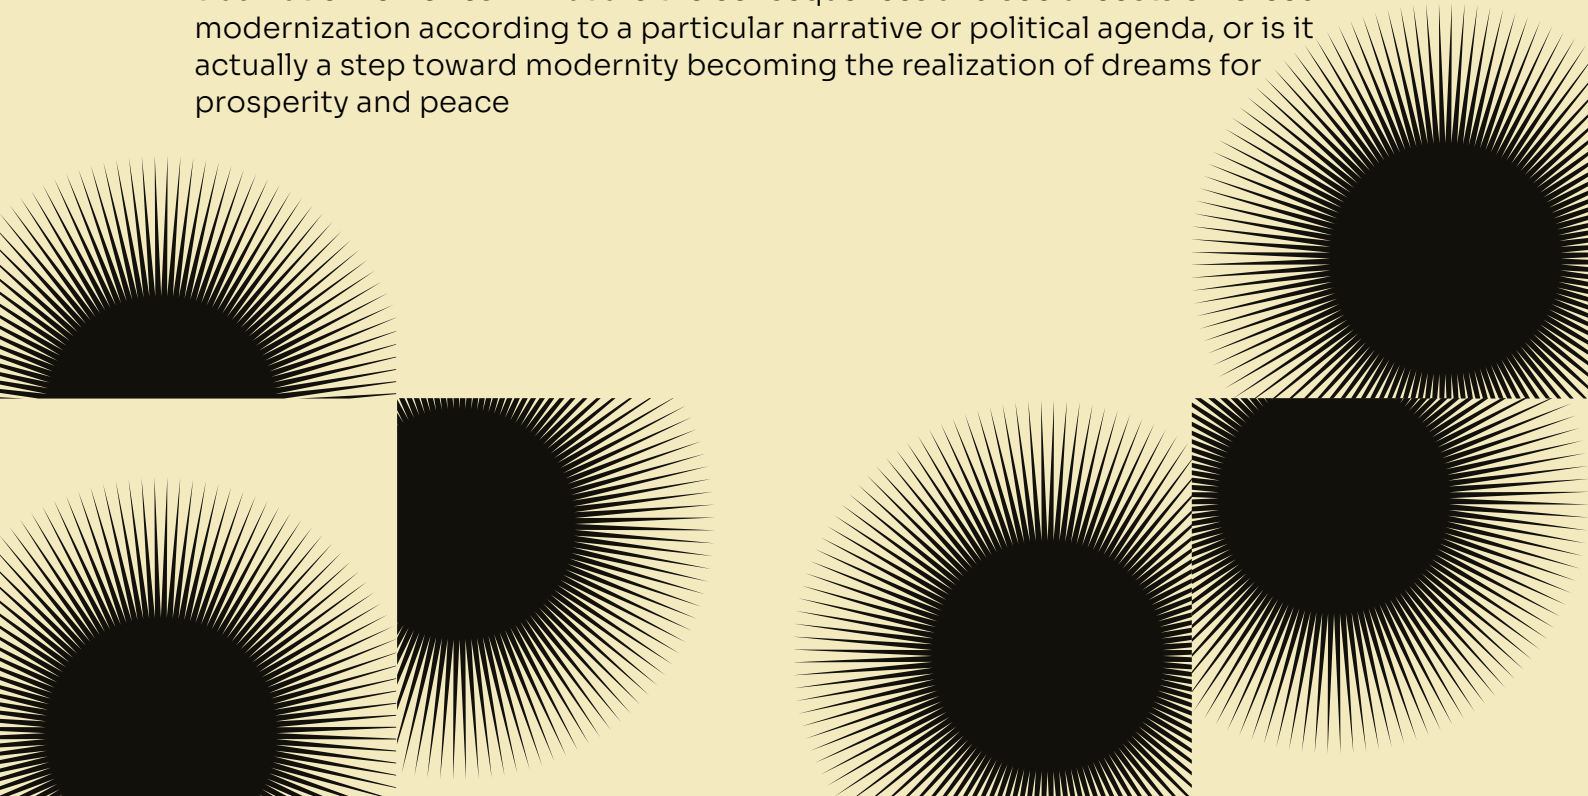 modernization according to a particular narrative or political agenda, or is it
actually a step toward modernity becoming the realization of dreams for
prosperity and peace